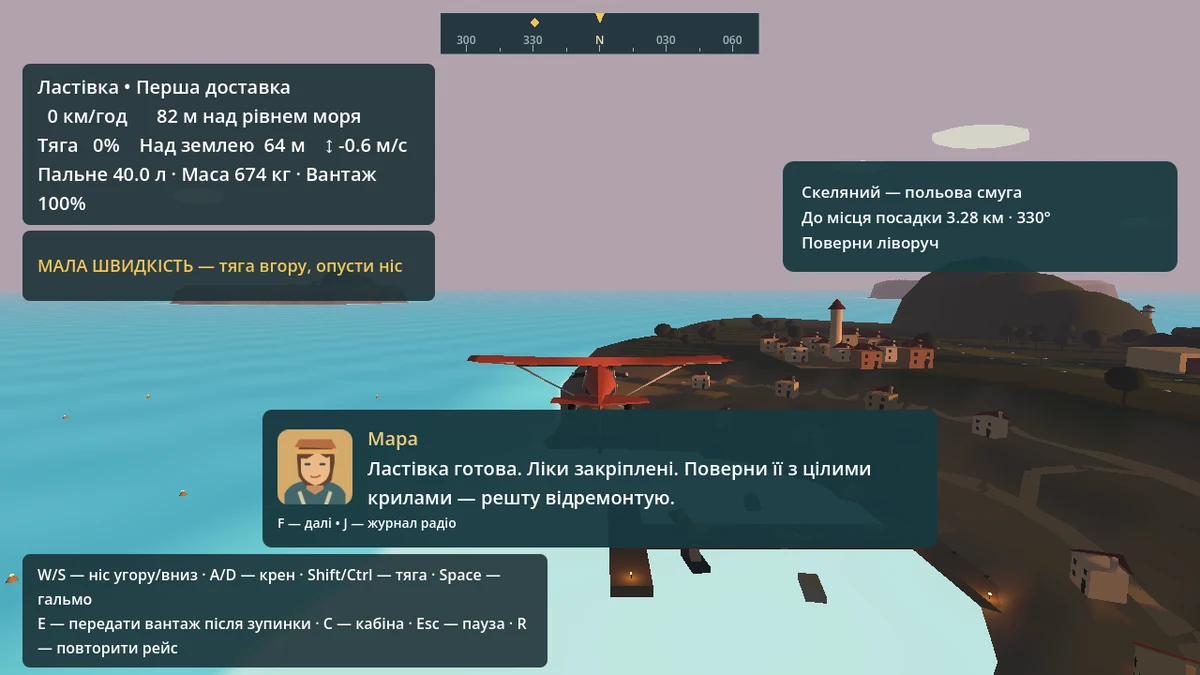 300 330 N 030 060
Ластівка • Перша доставка
0 км/год 82 м над рівнем моря
Тяга 0% Над землею 64 м ↕ -0.6 м/с
Пальне 40.0 л · Маса 674 кг · Вантаж
100%
МАЛА ШВИДКІСТЬ — тяга вгору, опусти ніс
Скеляний — польова смуга
До місця посадки 3.28 км · 330°
Поверни ліворуч
Мара
Ластівка готова. Ліки закріплені. Поверни її з цілими
крилами — решту відремонтую.
F — далі • J — журнал радіо
W/S — ніс угору/вниз · A/D — крен · Shift/Ctrl — тяга · Space —
гальмо
E — передати вантаж після зупинки · C — кабіна · Esc — пауза · R
— повторити рейс